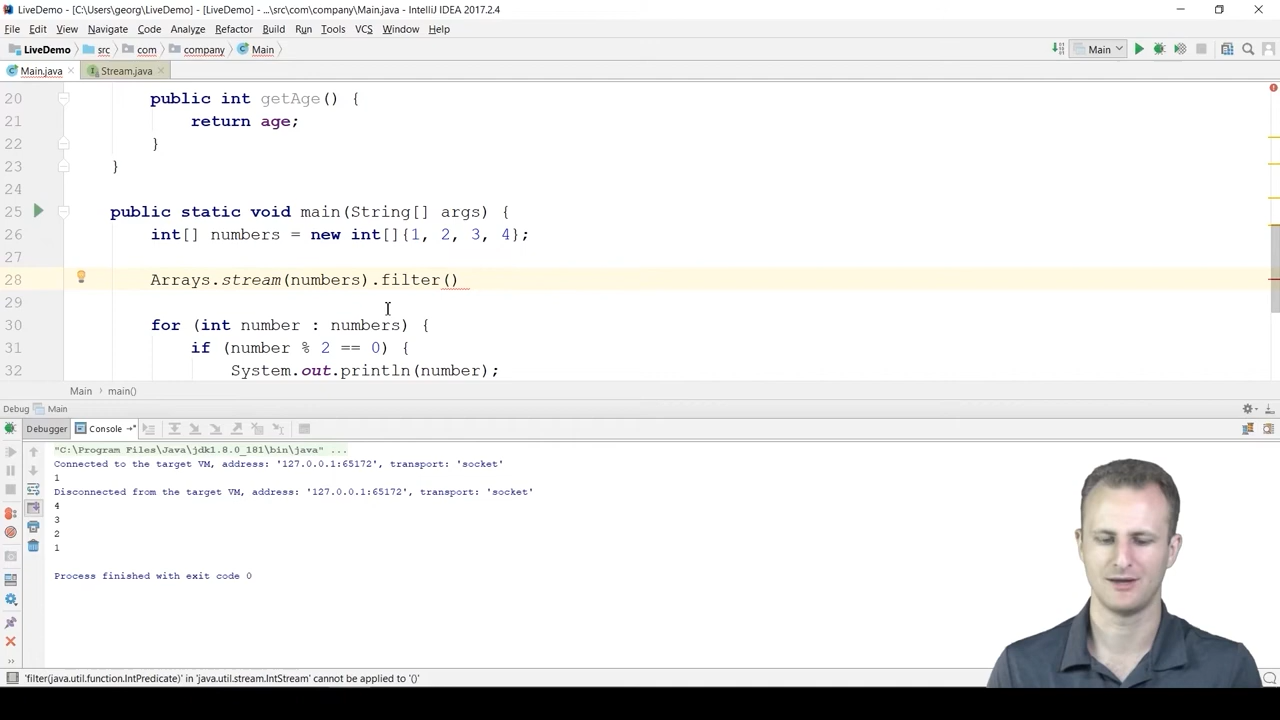 LiveDemo - [C:\Users\georg\LiveDemo] - [LiveDemo] - ...\src\com\company\Main.java - IntelliJ IDEA 2017.2.4
File Edit View Navigate Code Analyze Refactor Build Run Tools VCS Window Help
LiveDemo src com company Main Main
Main.java Stream.java
20 public int getAge() {
21 return age;
22 }
23 }
24
25 public static void main(String[] args) {
26 int[] numbers = new int[]{1, 2, 3, 4};
27
28 Arrays.stream(numbers).filter()
29
30 for (int number : numbers) {
31 if (number % 2 == 0) {
32 System.out.println(number);
Main main()
Debug Main
Debugger Console
"C:\Program Files\Java\jdk1.8.0_181\bin\java" ...
Connected to the target VM, address: '127.0.0.1:65172', transport: 'socket'
1
Disconnected from the target VM, address: '127.0.0.1:65172', transport: 'socket'
4
3
2
1
Process finished with exit code 0
'filter(java.util.function.IntPredicate)' in 'java.util.stream.IntStream' cannot be applied to '()'